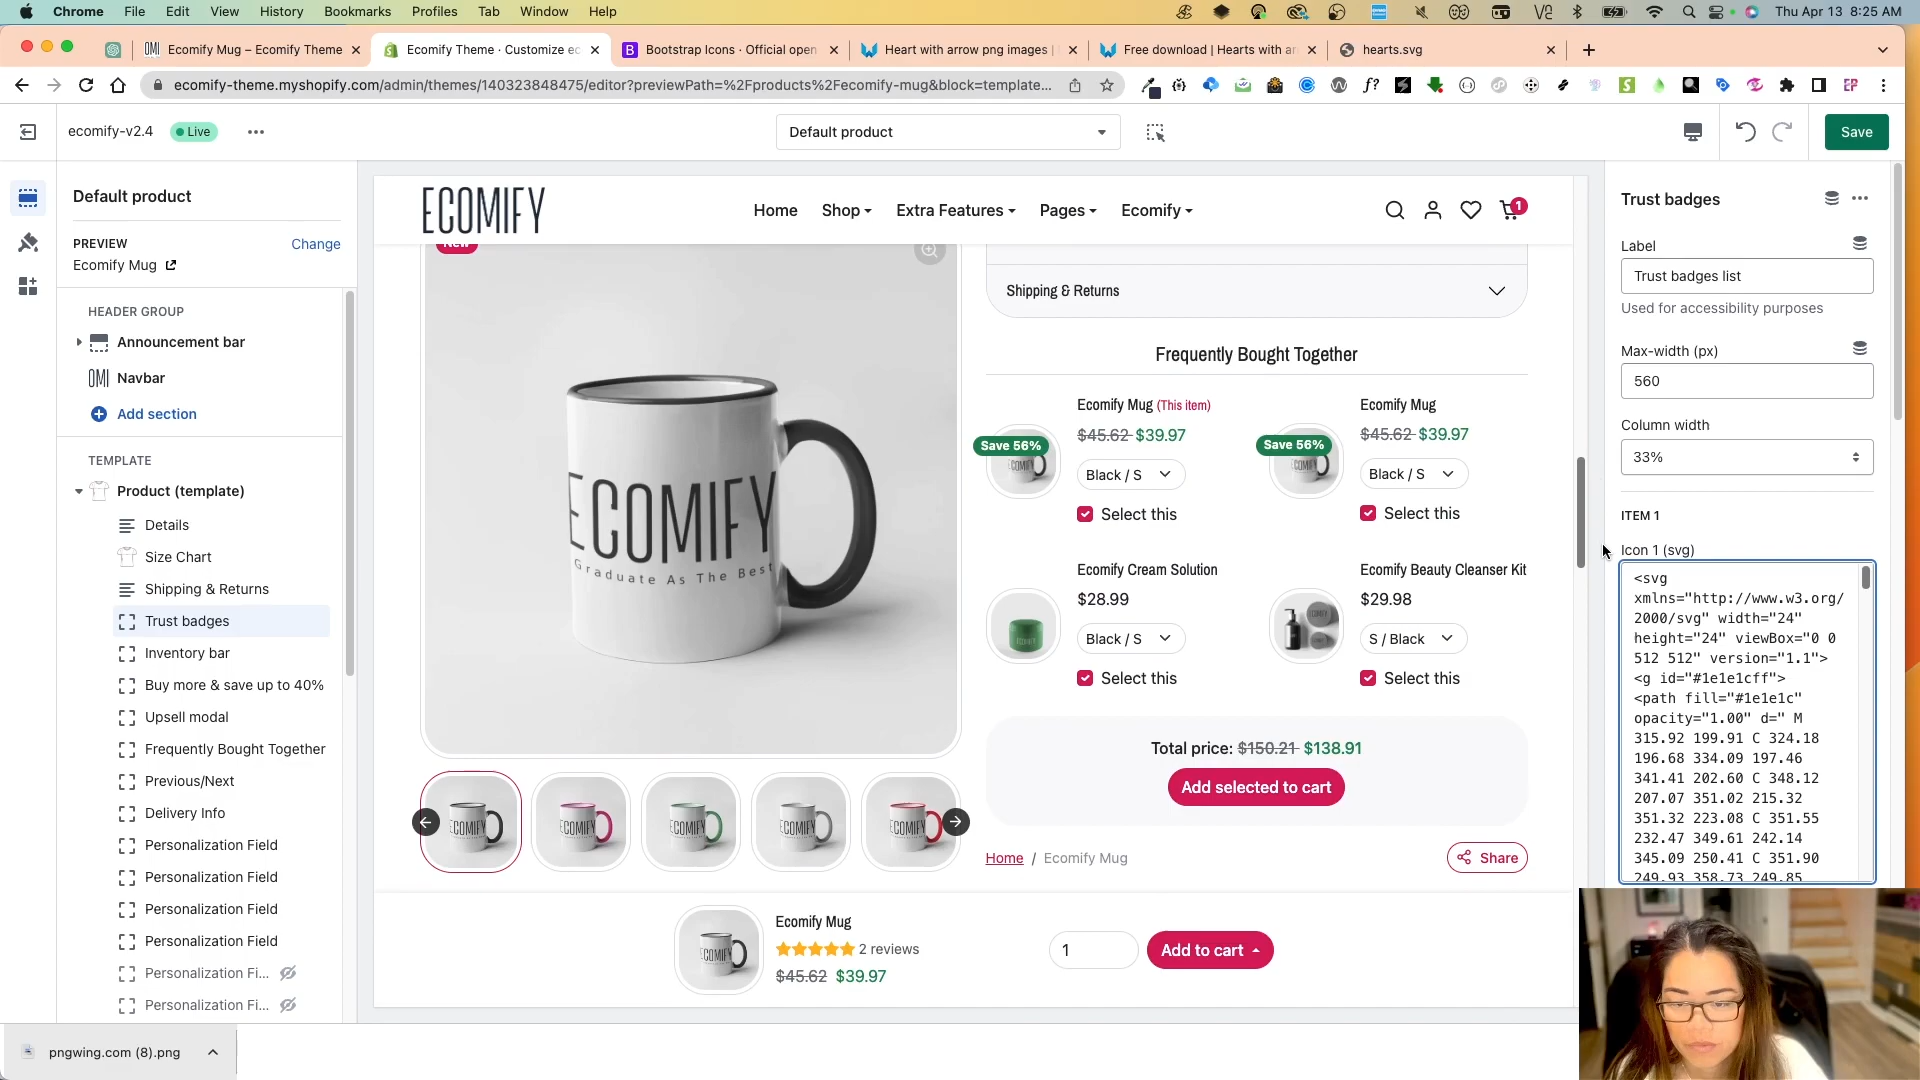 Chrome File Edit View History Bookmarks Profiles Tab Window Help
Thu Apr 13 8:25 AM
Ecomify Mug – Ecomify Theme
Ecomify Theme · Customize ec
Bootstrap Icons · Official open
Heart with arrow png images |
Free download | Hearts with ar
hearts.svg
ecomify-theme.myshopify.com/admin/themes/140323848475/editor?previewPath=%2Fproducts%2Fecomify-mug&block=template...
ecomify-v2.4
Live
Default product
Save
Default product
PREVIEW
Change
Ecomify Mug
HEADER GROUP
Announcement bar
Navbar
Add section
TEMPLATE
Product (template)
Details
Size Chart
Shipping & Returns
Trust badges
Inventory bar
Buy more & save up to 40%
Upsell modal
Frequently Bought Together
Previous/Next
Delivery Info
Personalization Field
Personalization Field
Personalization Field
Personalization Field
Personalization Fi...
Personalization Fi...
ECOMIFY
Home Shop Extra Features Pages Ecomify
1
New
ECOMIFY
Graduate As The Best
Shipping & Returns
Frequently Bought Together
Ecomify Mug (This item)
$45.62 $39.97
Save 56%
Black / S
Select this
Ecomify Mug
$45.62 $39.97
Save 56%
Black / S
Select this
Ecomify Cream Solution
$28.99
Black / S
Select this
Ecomify Beauty Cleanser Kit
$29.98
S / Black
Select this
Total price: $150.21 $138.91
Add selected to cart
Home / Ecomify Mug
Share
Ecomify Mug
2 reviews
$45.62 $39.97
1
Add to cart
Trust badges
Label
Trust badges list
Used for accessibility purposes
Max-width (px)
560
Column width
33%
ITEM 1
Icon 1 (svg)
<svg
xmlns="http://www.w3.org/
2000/svg" width="24"
height="24" viewBox="0 0
512 512" version="1.1">
<g id="#1e1e1cff">
<path fill="#1e1e1c"
opacity="1.00" d=" M
315.92 199.91 C 324.18
196.68 334.09 197.46
341.41 202.60 C 348.12
207.07 351.02 215.32
351.32 223.08 C 351.55
232.47 349.61 242.14
345.09 250.41 C 351.90
249.93 358.73 249.85
pngwing.com (8).png